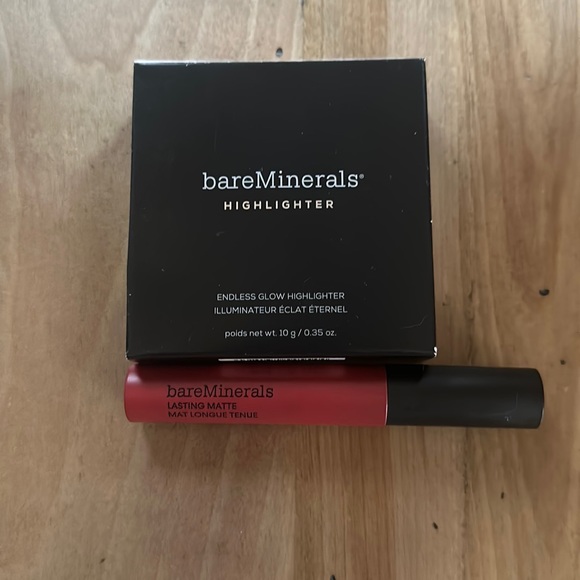 bareMinerals®
HIGHLIGHTER
ENDLESS GLOW HIGHLIGHTER
ILLUMINATEUR ÉCLAT ÉTERNEL
poids net wt. 10 g / 0.35 oz.
bareMinerals
LASTING MATTE
MAT LONGUE TENUE